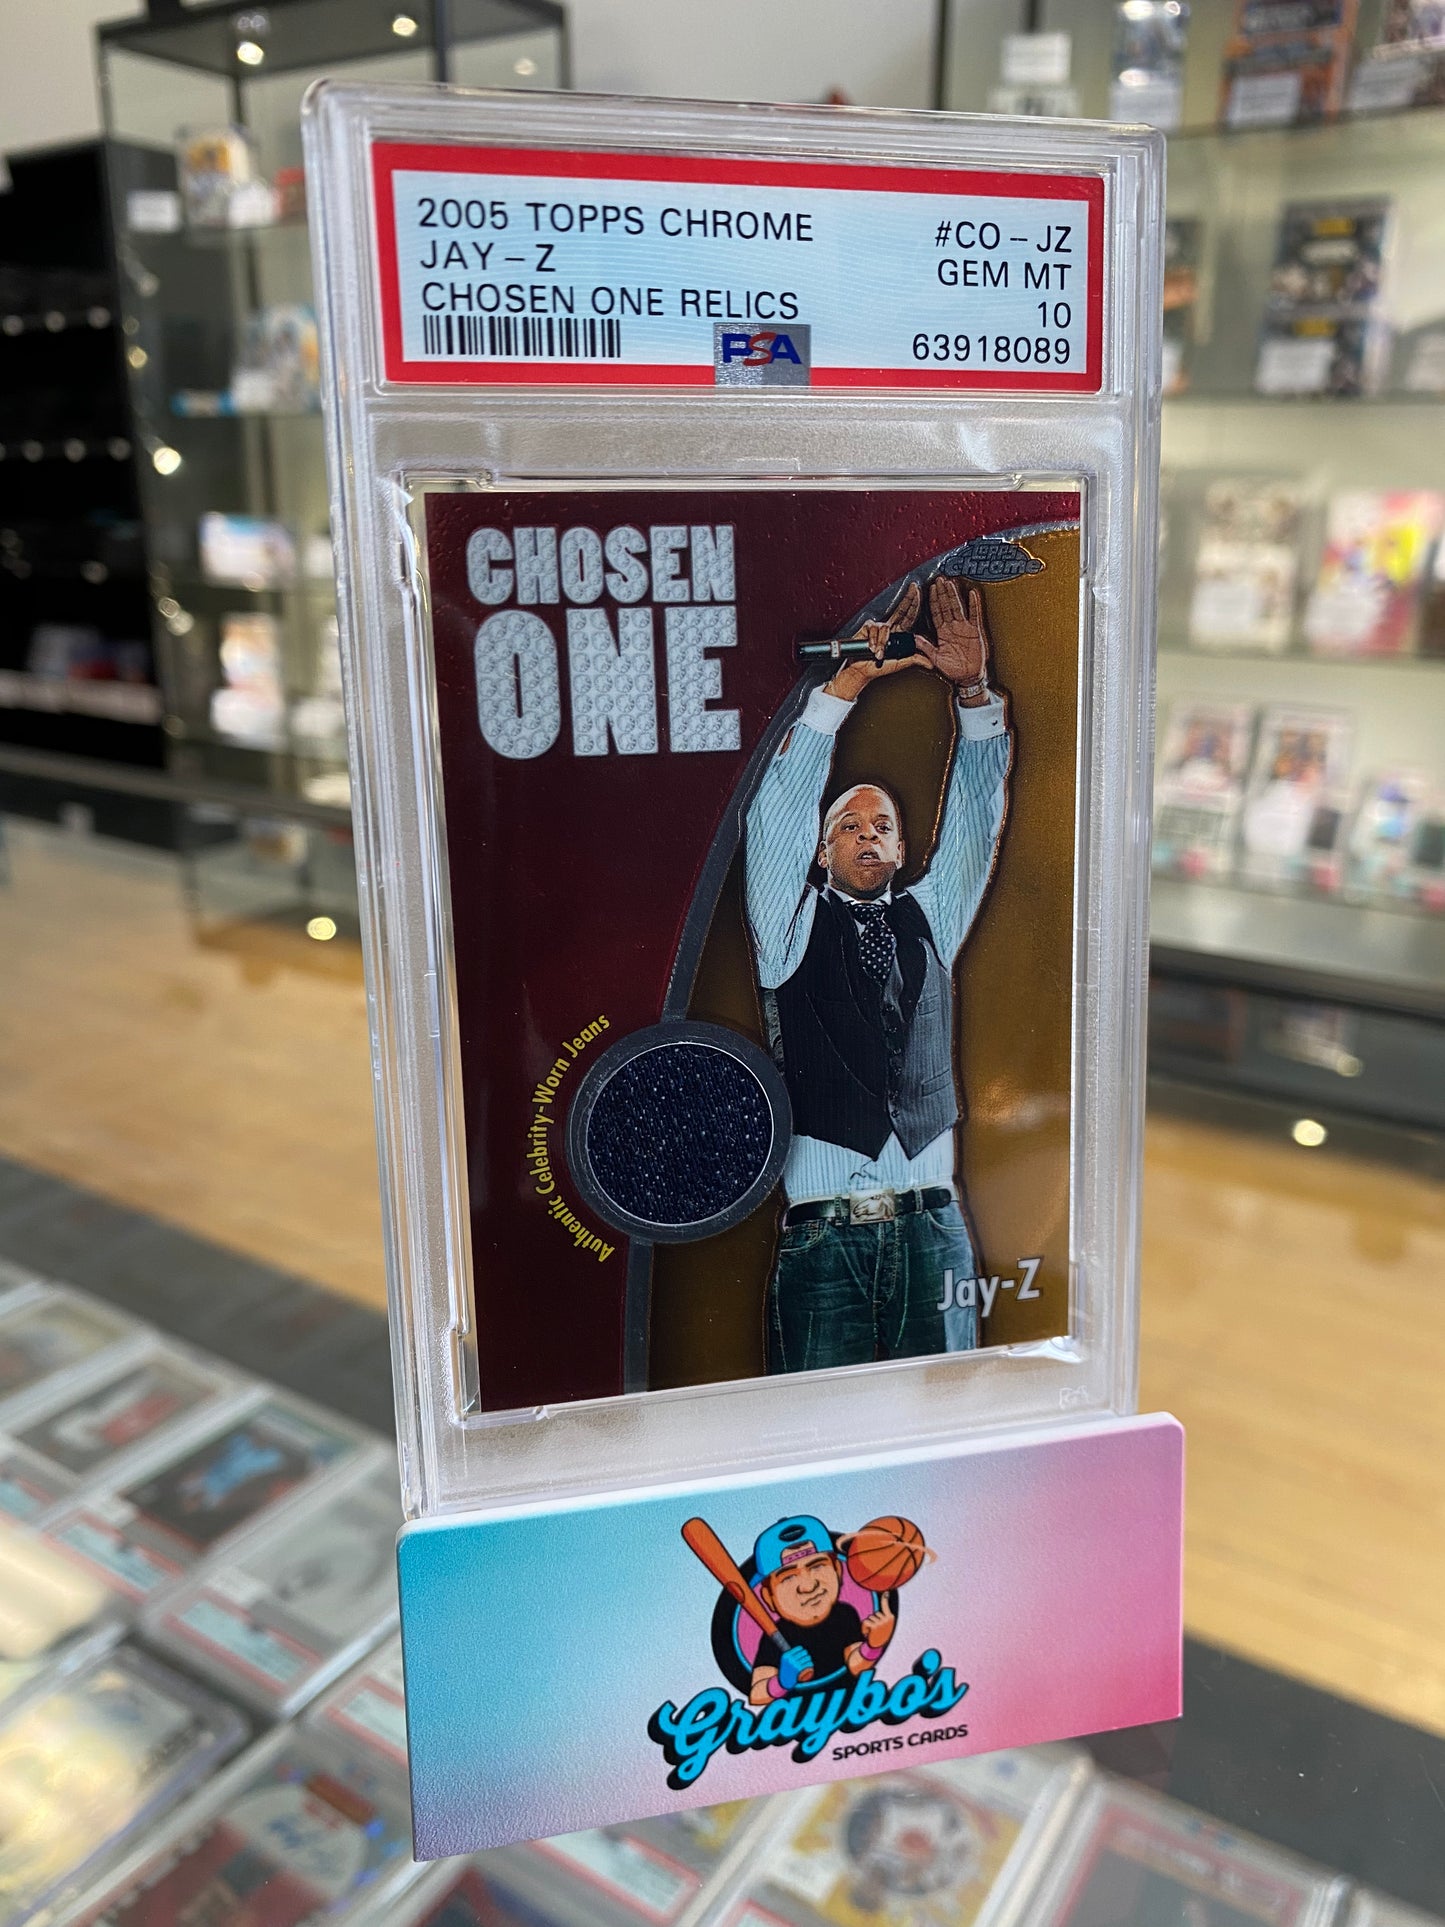 2005 TOPPS CHROME #CO-JZ
JAY-Z GEM MT
CHOSEN ONE RELICS 10
PSA 63918089
CHOSEN
ONE
TOPPS
Chrome
Authentic Celebrity-Worn Jeans
Jay-Z
Graybo's
SPORTS CARDS